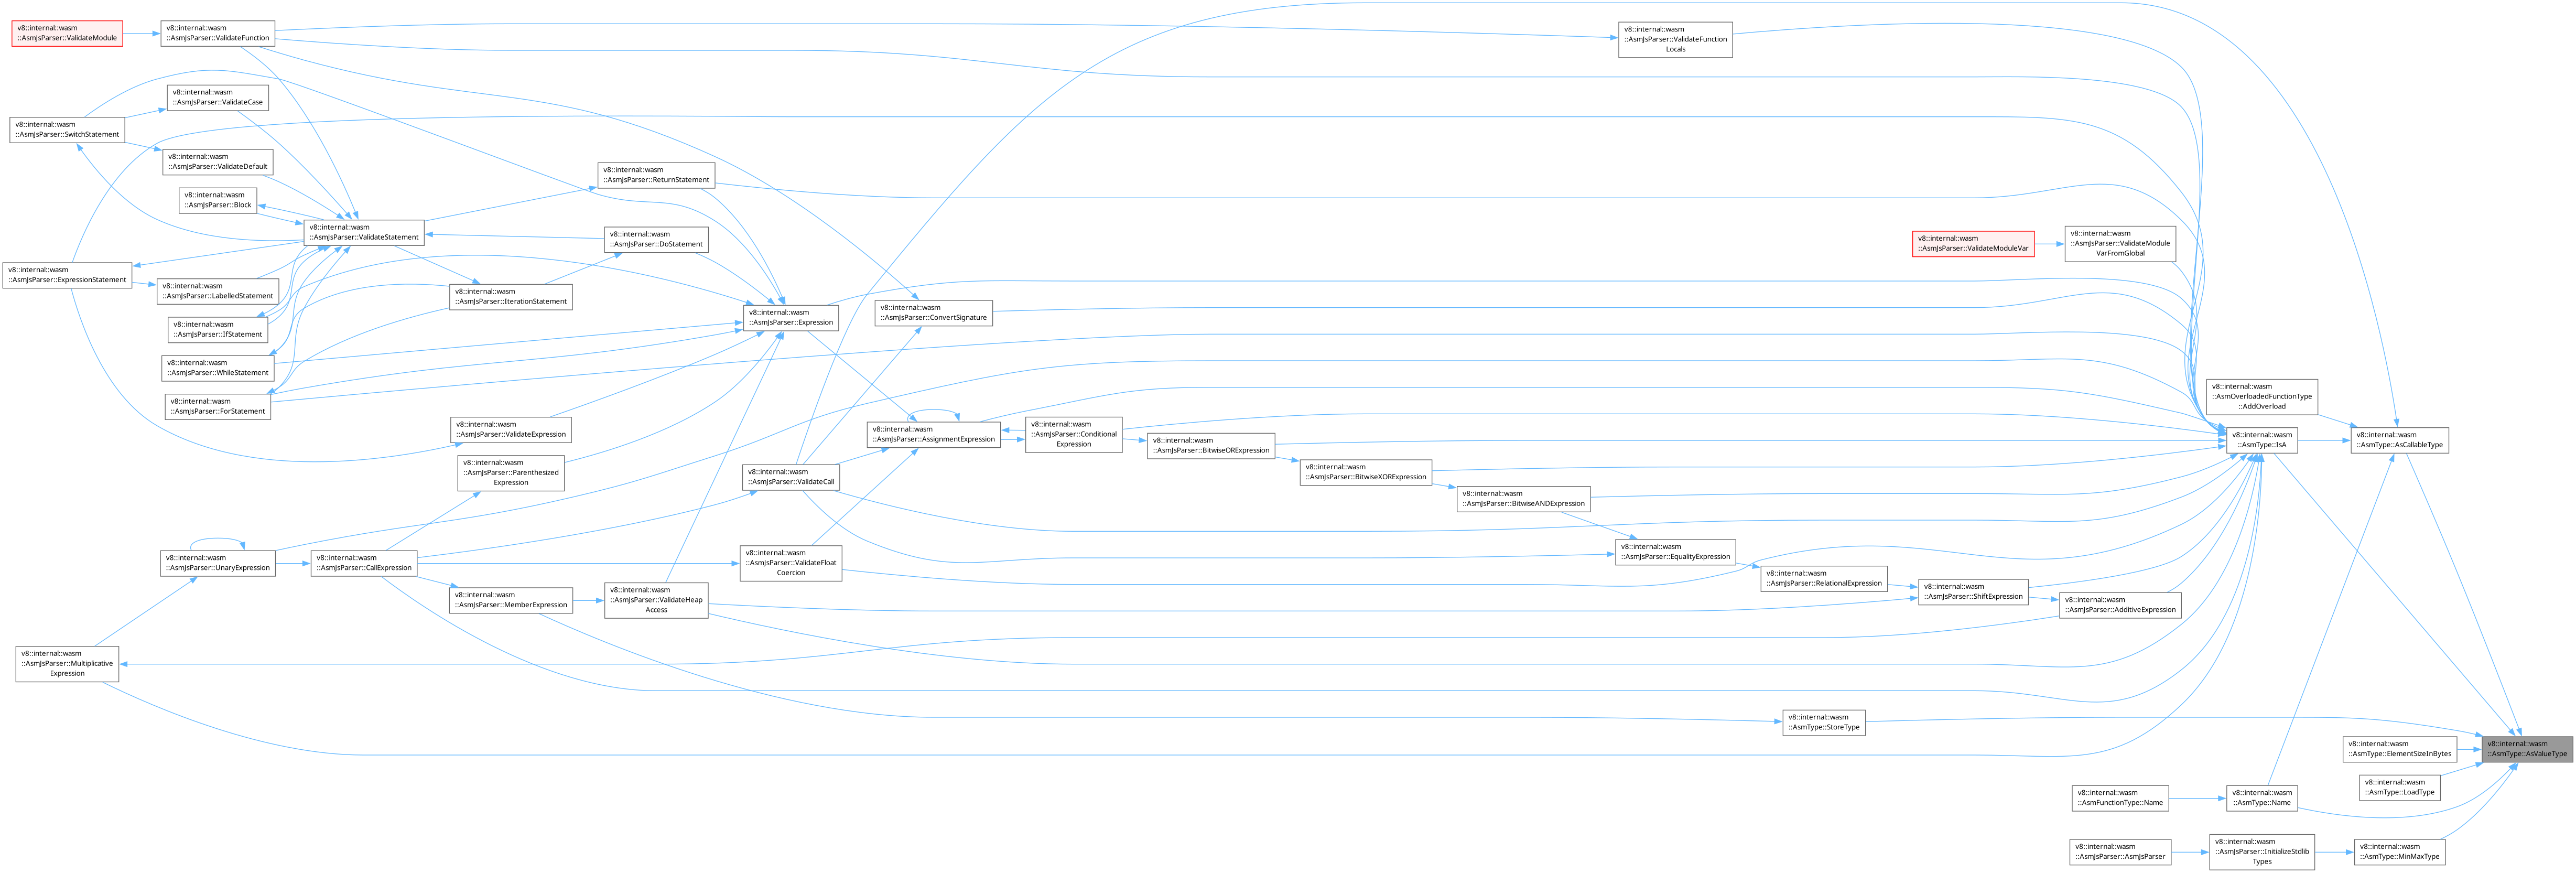 v8::internal::wasm
::AsmJsParser::ValidateModule
v8::internal::wasm
::AsmJsParser::ValidateFunction
v8::internal::wasm
::AsmJsParser::ValidateFunction
Locals
v8::internal::wasm
::AsmJsParser::ValidateCase
v8::internal::wasm
::AsmJsParser::SwitchStatement
v8::internal::wasm
::AsmJsParser::ValidateDefault
v8::internal::wasm
::AsmJsParser::ReturnStatement
v8::internal::wasm
::AsmJsParser::Block
v8::internal::wasm
::AsmJsParser::ValidateStatement
v8::internal::wasm
::AsmJsParser::DoStatement
v8::internal::wasm
::AsmJsParser::ValidateModuleVar
v8::internal::wasm
::AsmJsParser::ValidateModule
VarFromGlobal
v8::internal::wasm
::AsmJsParser::ExpressionStatement
v8::internal::wasm
::AsmJsParser::LabelledStatement
v8::internal::wasm
::AsmJsParser::IterationStatement
v8::internal::wasm
::AsmJsParser::Expression
v8::internal::wasm
::AsmJsParser::ConvertSignature
v8::internal::wasm
::AsmJsParser::IfStatement
v8::internal::wasm
::AsmJsParser::WhileStatement
v8::internal::wasm
::AsmJsParser::ForStatement
v8::internal::wasm
::AsmOverloadedFunctionType
::AddOverload
v8::internal::wasm
::AsmJsParser::ValidateExpression
v8::internal::wasm
::AsmJsParser::AssignmentExpression
v8::internal::wasm
::AsmJsParser::Conditional
Expression
v8::internal::wasm
::AsmJsParser::BitwiseORExpression
v8::internal::wasm
::AsmType::IsA
v8::internal::wasm
::AsmType::AsCallableType
v8::internal::wasm
::AsmJsParser::Parenthesized
Expression
v8::internal::wasm
::AsmJsParser::ValidateCall
v8::internal::wasm
::AsmJsParser::BitwiseXORExpression
v8::internal::wasm
::AsmJsParser::BitwiseANDExpression
v8::internal::wasm
::AsmJsParser::UnaryExpression
v8::internal::wasm
::AsmJsParser::CallExpression
v8::internal::wasm
::AsmJsParser::ValidateFloat
Coercion
v8::internal::wasm
::AsmJsParser::EqualityExpression
v8::internal::wasm
::AsmJsParser::RelationalExpression
v8::internal::wasm
::AsmJsParser::MemberExpression
v8::internal::wasm
::AsmJsParser::ValidateHeap
Access
v8::internal::wasm
::AsmJsParser::ShiftExpression
v8::internal::wasm
::AsmJsParser::AdditiveExpression
v8::internal::wasm
::AsmJsParser::Multiplicative
Expression
v8::internal::wasm
::AsmType::StoreType
v8::internal::wasm
::AsmType::ElementSizeInBytes
v8::internal::wasm
::AsmType::AsValueType
v8::internal::wasm
::AsmType::LoadType
v8::internal::wasm
::AsmFunctionType::Name
v8::internal::wasm
::AsmType::Name
v8::internal::wasm
::AsmJsParser::AsmJsParser
v8::internal::wasm
::AsmJsParser::InitializeStdlib
Types
v8::internal::wasm
::AsmType::MinMaxType